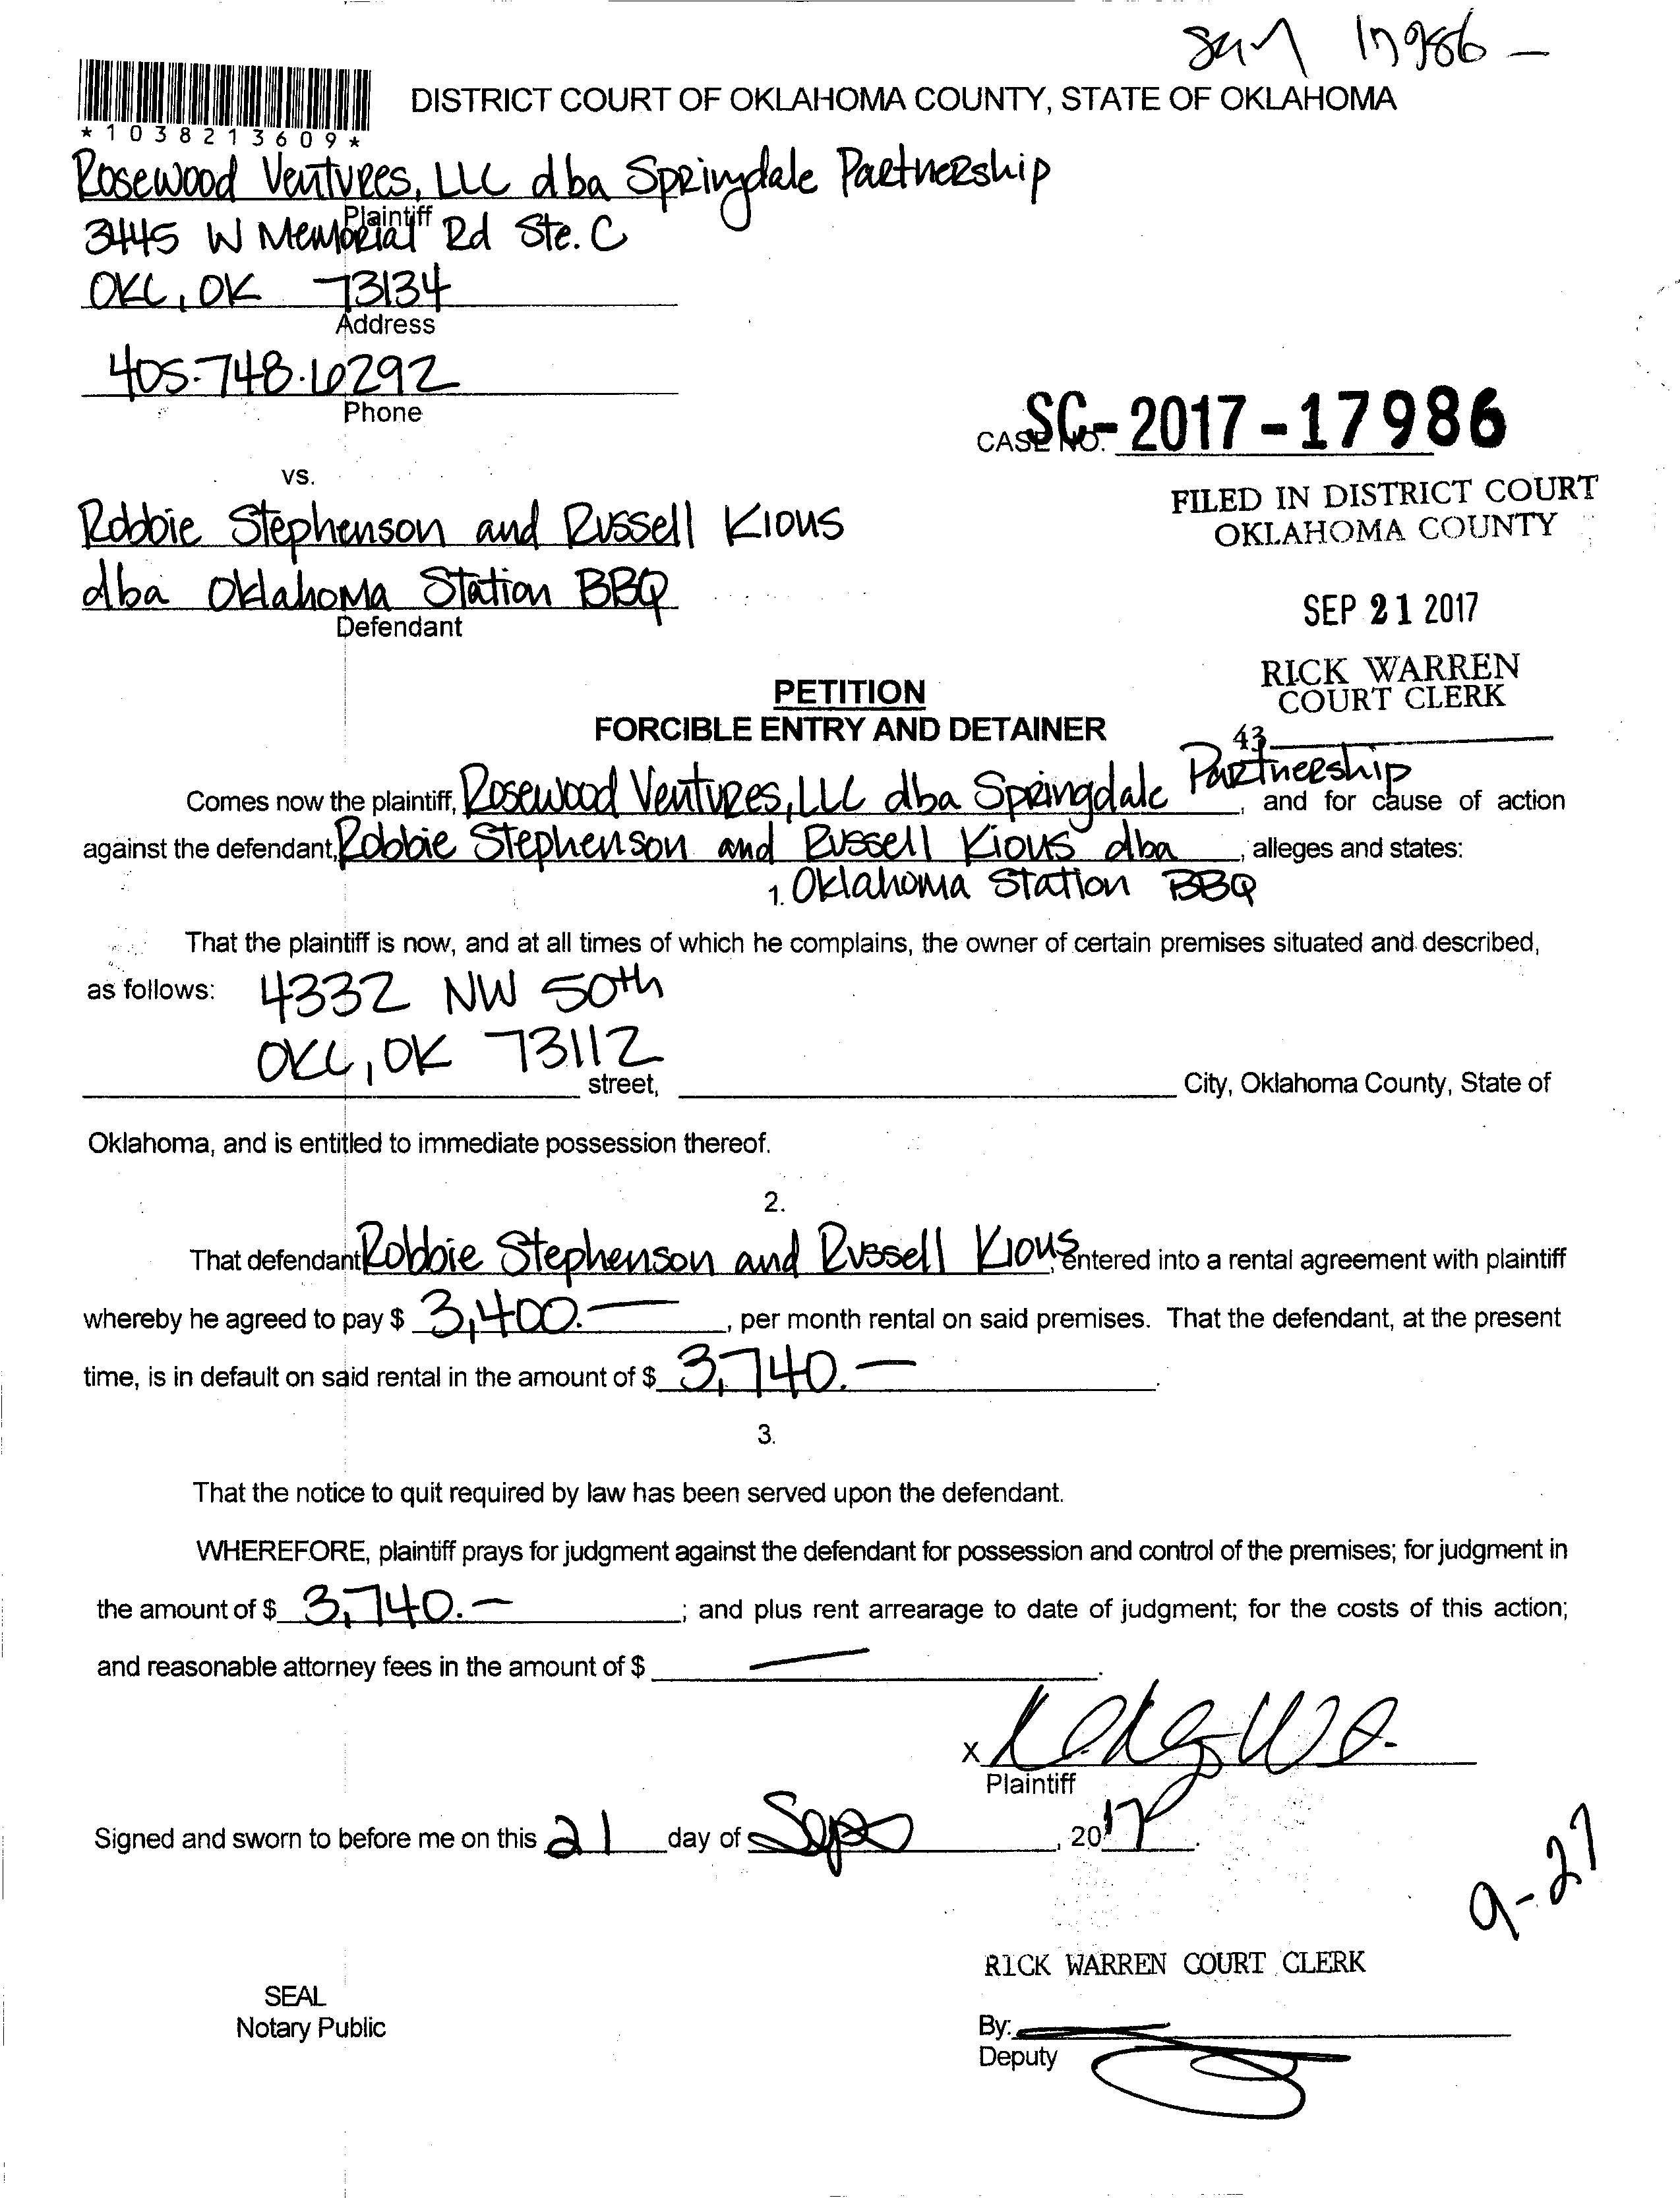 17986 -
DISTRICT COURT OF OKLAHOMA COUNTY, STATE OF OKLAHOMA
*1038213609*
Rosewood Ventures, LLC dba Springdale Partnership
Plaintiff
3445 W Memorial Rd Ste. C
OKC, OK 73134
Address
405-748-6292
Phone
CASE NO. SC-2017-17986
vs.
FILED IN DISTRICT COURT
OKLAHOMA COUNTY
Robbie Stephenson and Russell Kious
dba Oklahoma Station BBQ
Defendant
SEP 21 2017
RICK WARREN
COURT CLERK
43
PETITION
FORCIBLE ENTRY AND DETAINER
Comes now the plaintiff, Rosewood Ventures, LLC dba Springdale Partnership, and for cause of action
against the defendant, Robbie Stephenson and Russell Kious dba, alleges and states:
1. Oklahoma Station BBQ
That the plaintiff is now, and at all times of which he complains, the owner of certain premises situated and described,
as follows: 4332 NW 50th
OKC, OK 73112
street, City, Oklahoma County, State of
Oklahoma, and is entitled to immediate possession thereof.
2.
That defendant Robbie Stephenson and Russell Kious, entered into a rental agreement with plaintiff
whereby he agreed to pay $ 3,400.—, per month rental on said premises. That the defendant, at the present
time, is in default on said rental in the amount of $ 3,740.—.
3.
That the notice to quit required by law has been served upon the defendant.
WHEREFORE, plaintiff prays for judgment against the defendant for possession and control of the premises; for judgment in
the amount of $ 3,740.—; and plus rent arrearage to date of judgment; for the costs of this action;
and reasonable attorney fees in the amount of $ —.
X
Plaintiff
Signed and sworn to before me on this 21 day of Sept, 2017.
9-27
RICK WARREN COURT CLERK
SEAL
Notary Public
By:
Deputy